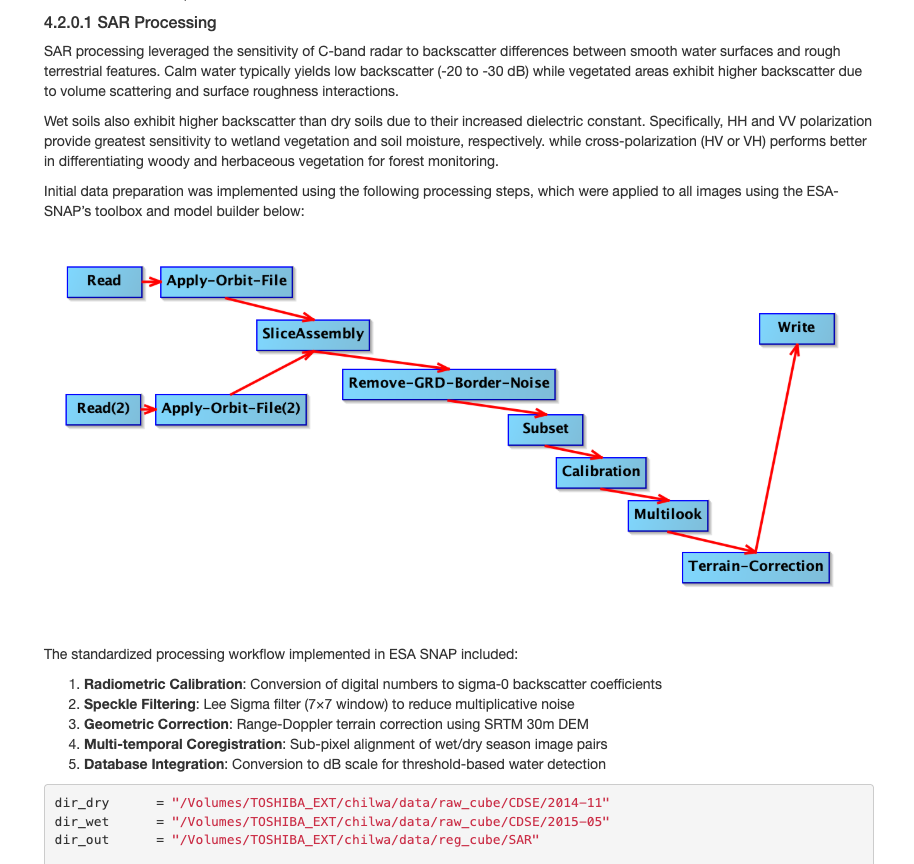 4.2.0.1 SAR Processing
SAR processing leveraged the sensitivity of C-band radar to backscatter differences between smooth water surfaces and rough
terrestrial features. Calm water typically yields low backscatter (-20 to -30 dB) while vegetated areas exhibit higher backscatter due
to volume scattering and surface roughness interactions.
Wet soils also exhibit higher backscatter than dry soils due to their increased dielectric constant. Specifically, HH and VV polarization
provide greatest sensitivity to wetland vegetation and soil moisture, respectively. while cross-polarization (HV or VH) performs better
in differentiating woody and herbaceous vegetation for forest monitoring.
Initial data preparation was implemented using the following processing steps, which were applied to all images using the ESA-
SNAP's toolbox and model builder below:
Read
Apply-Orbit-File
SliceAssembly
Write
Remove-GRD-Border-Noise
Read(2)
Apply-Orbit-File(2)
Subset
Calibration
Multilook
Terrain-Correction
The standardized processing workflow implemented in ESA SNAP included:
1. Radiometric Calibration: Conversion of digital numbers to sigma-0 backscatter coefficients
2. Speckle Filtering: Lee Sigma filter (7×7 window) to reduce multiplicative noise
3. Geometric Correction: Range-Doppler terrain correction using SRTM 30m DEM
4. Multi-temporal Coregistration: Sub-pixel alignment of wet/dry season image pairs
5. Database Integration: Conversion to dB scale for threshold-based water detection
dir_dry = "/Volumes/TOSHIBA_EXT/chilwa/data/raw_cube/CDSE/2014-11"
dir_wet = "/Volumes/TOSHIBA_EXT/chilwa/data/raw_cube/CDSE/2015-05"
dir_out = "/Volumes/TOSHIBA_EXT/chilwa/data/reg_cube/SAR"